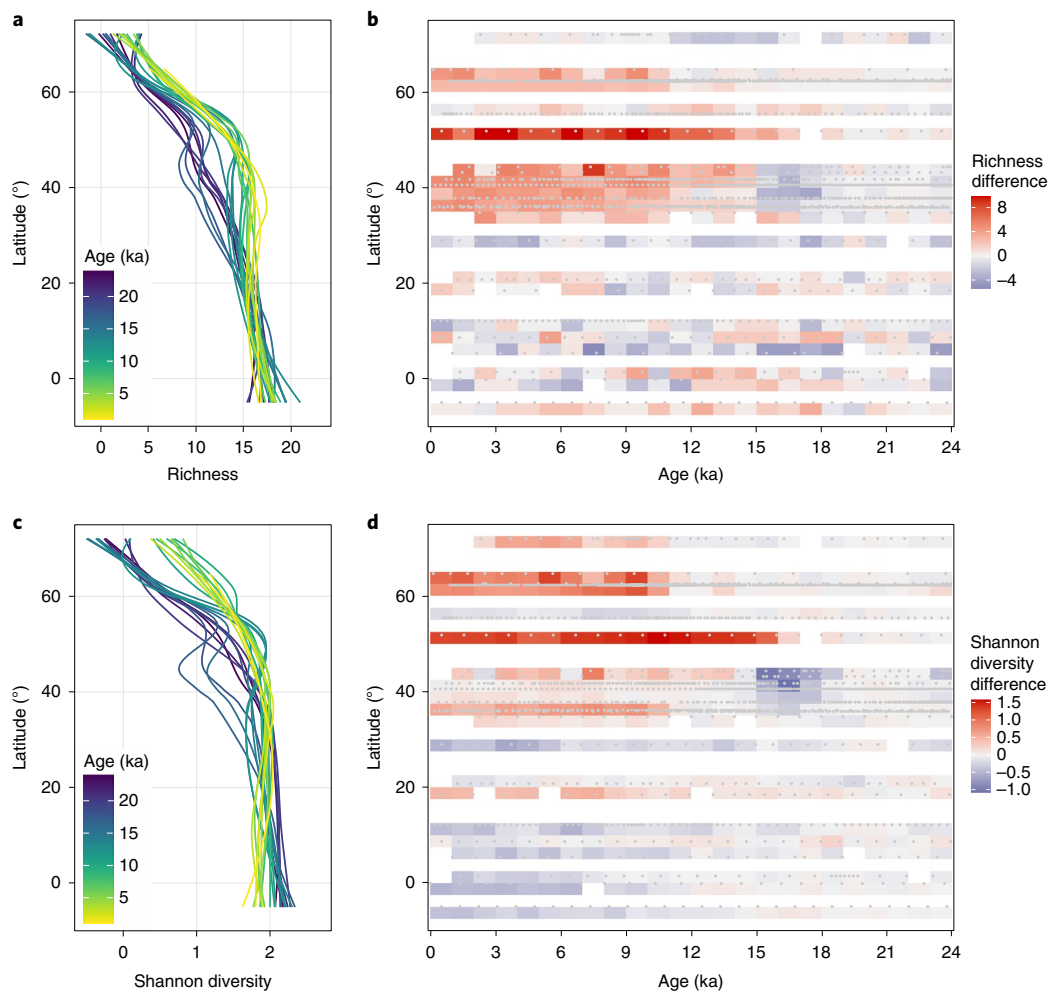 a
Latitude (°)
60
40
20
0
Age (ka)
20
15
10
5
0 5 10 15 20
Richness
b
Latitude (°)
60
40
20
0
0 3 6 9 12 15 18 21 24
Age (ka)
Richness
difference
8
4
0
−4
c
Latitude (°)
60
40
20
0
Age (ka)
20
15
10
5
0 1 2
Shannon diversity
d
Latitude (°)
60
40
20
0
0 3 6 9 12 15 18 21 24
Age (ka)
Shannon
diversity
difference
1.5
1.0
0.5
0
−0.5
−1.0